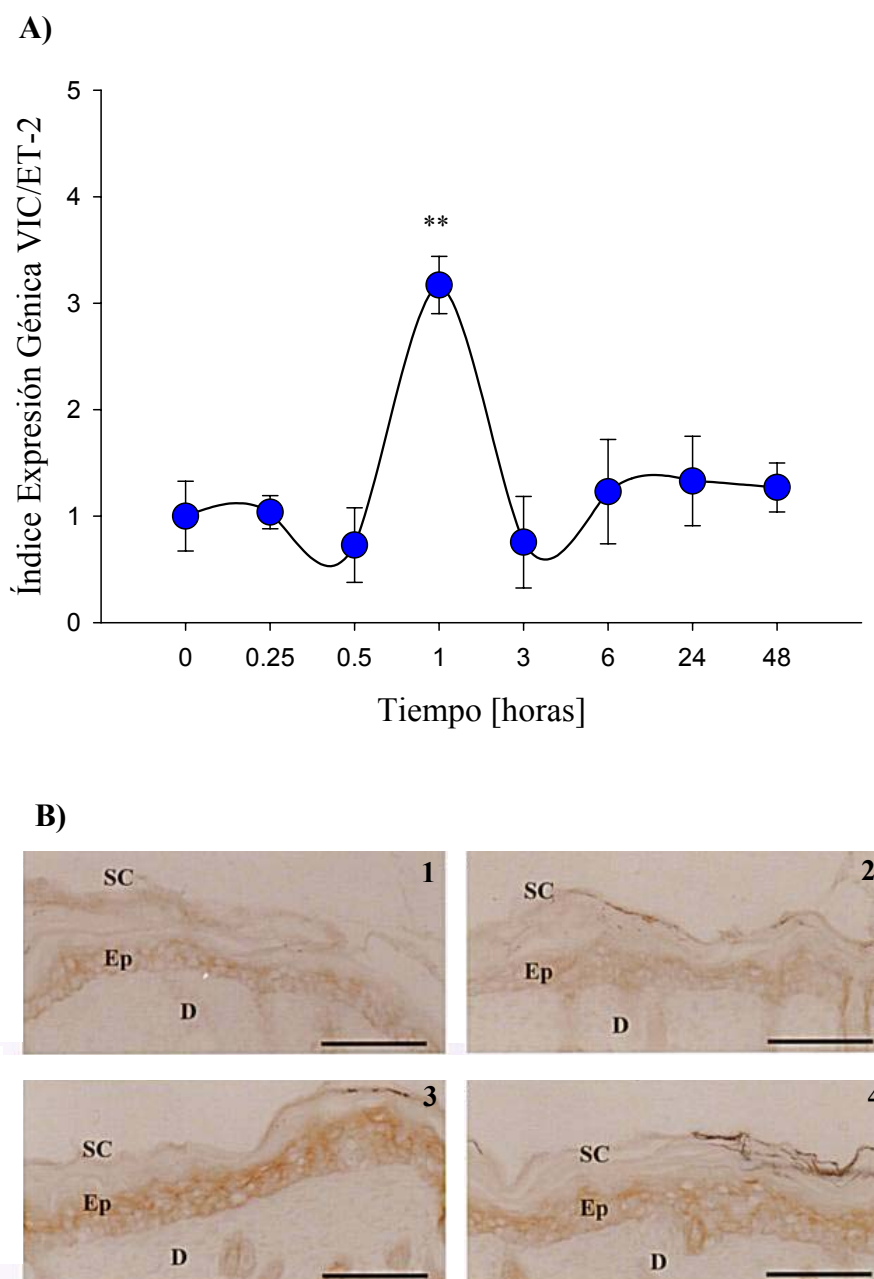 A)
Índice Expresión Génica VIC/ET-2
5
4
3
2
1
0
**
0 0.25 0.5 1 3 6 24 48
Tiempo [horas]
B)
SC
Ep
D
1
SC
Ep
D
2
SC
Ep
D
3
SC
Ep
D
4